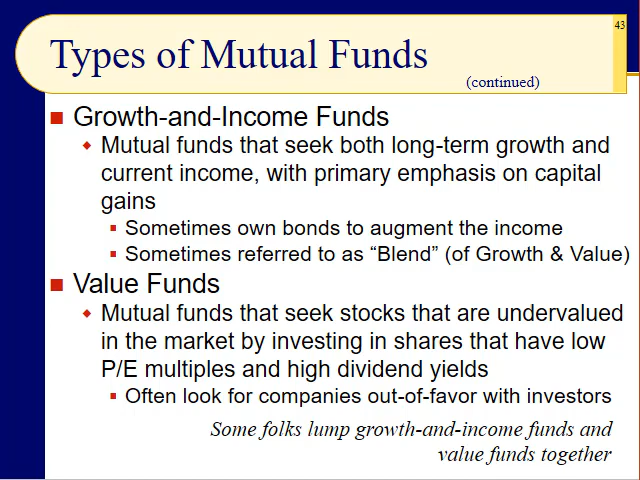 43
Types of Mutual Funds
(continued)
Growth-and-Income Funds
Mutual funds that seek both long-term growth and
current income, with primary emphasis on capital
gains
Sometimes own bonds to augment the income
Sometimes referred to as “Blend” (of Growth & Value)
Value Funds
Mutual funds that seek stocks that are undervalued
in the market by investing in shares that have low
P/E multiples and high dividend yields
Often look for companies out-of-favor with investors
Some folks lump growth-and-income funds and
value funds together